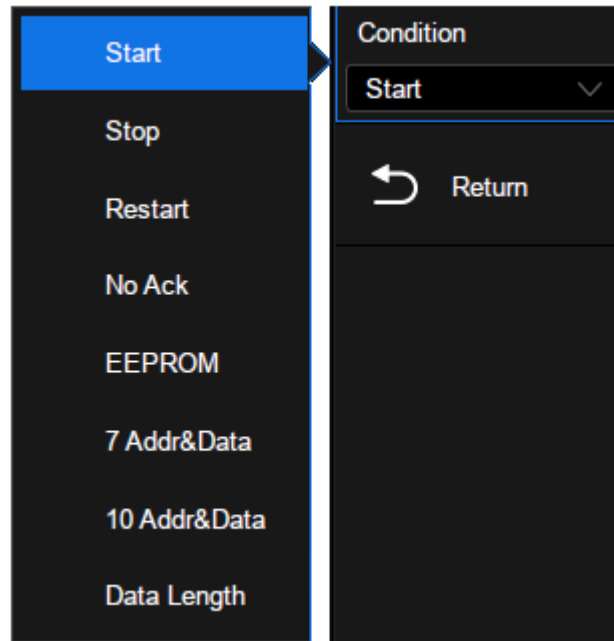 Start
Stop
Restart
No Ack
EEPROM
7 Addr&Data
10 Addr&Data
Data Length
Condition
Start
Return